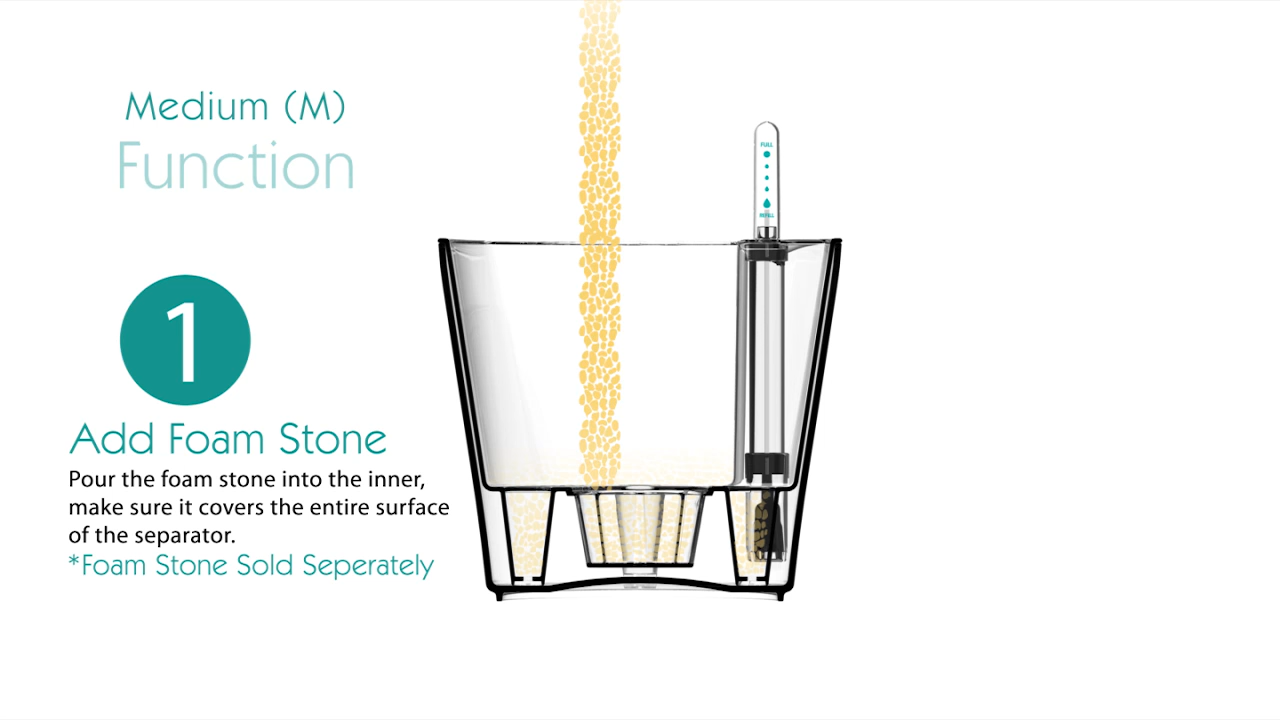 Medium (M)
Function
1
Add Foam Stone
Pour the foam stone into the inner,
make sure it covers the entire surface
of the separator.
*Foam Stone Sold Seperately
FULL
REFILL